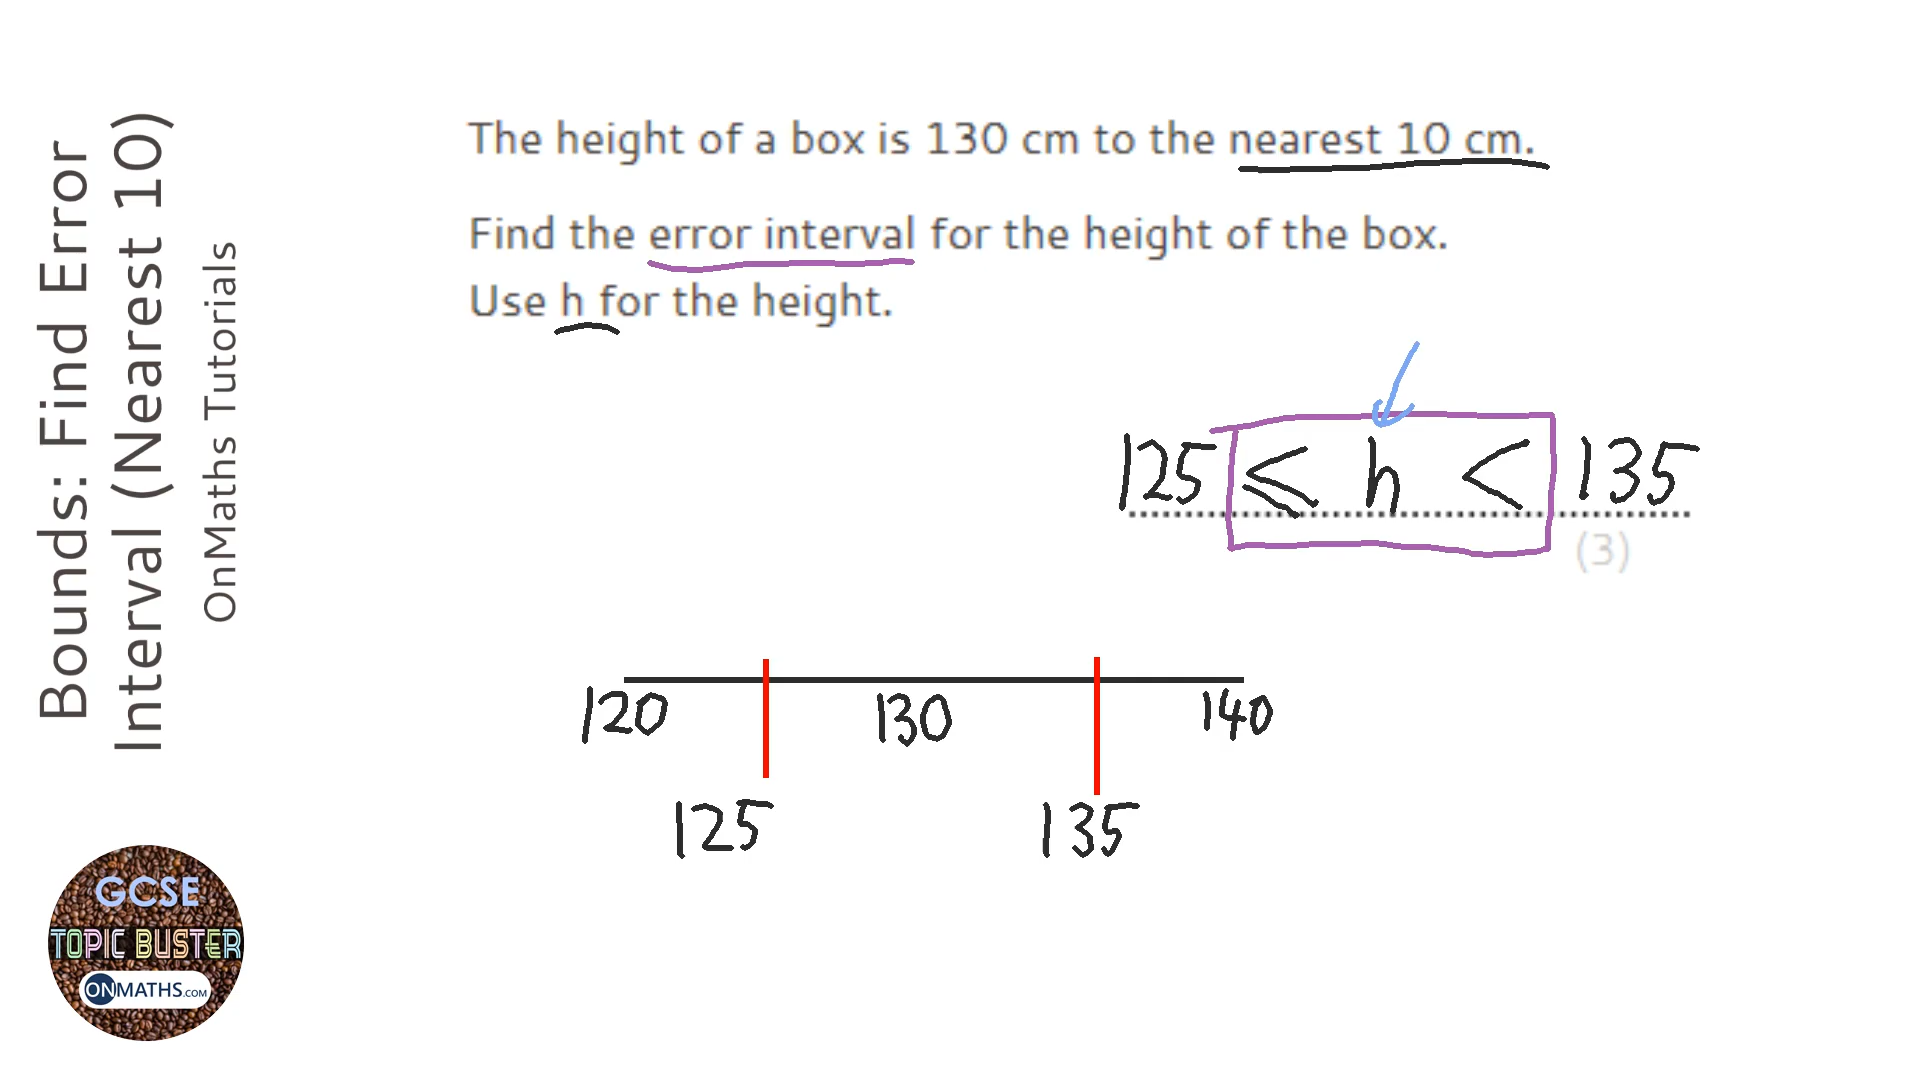 Bounds: Find Error
Interval (Nearest 10)
OnMaths Tutorials
The height of a box is 130 cm to the nearest 10 cm.
Find the error interval for the height of the box.
Use h for the height.
125 ≤ h < 135
(3)
120 130 140
125 135
GCSE
TOPIC BUSTER
ONMATHS.COM